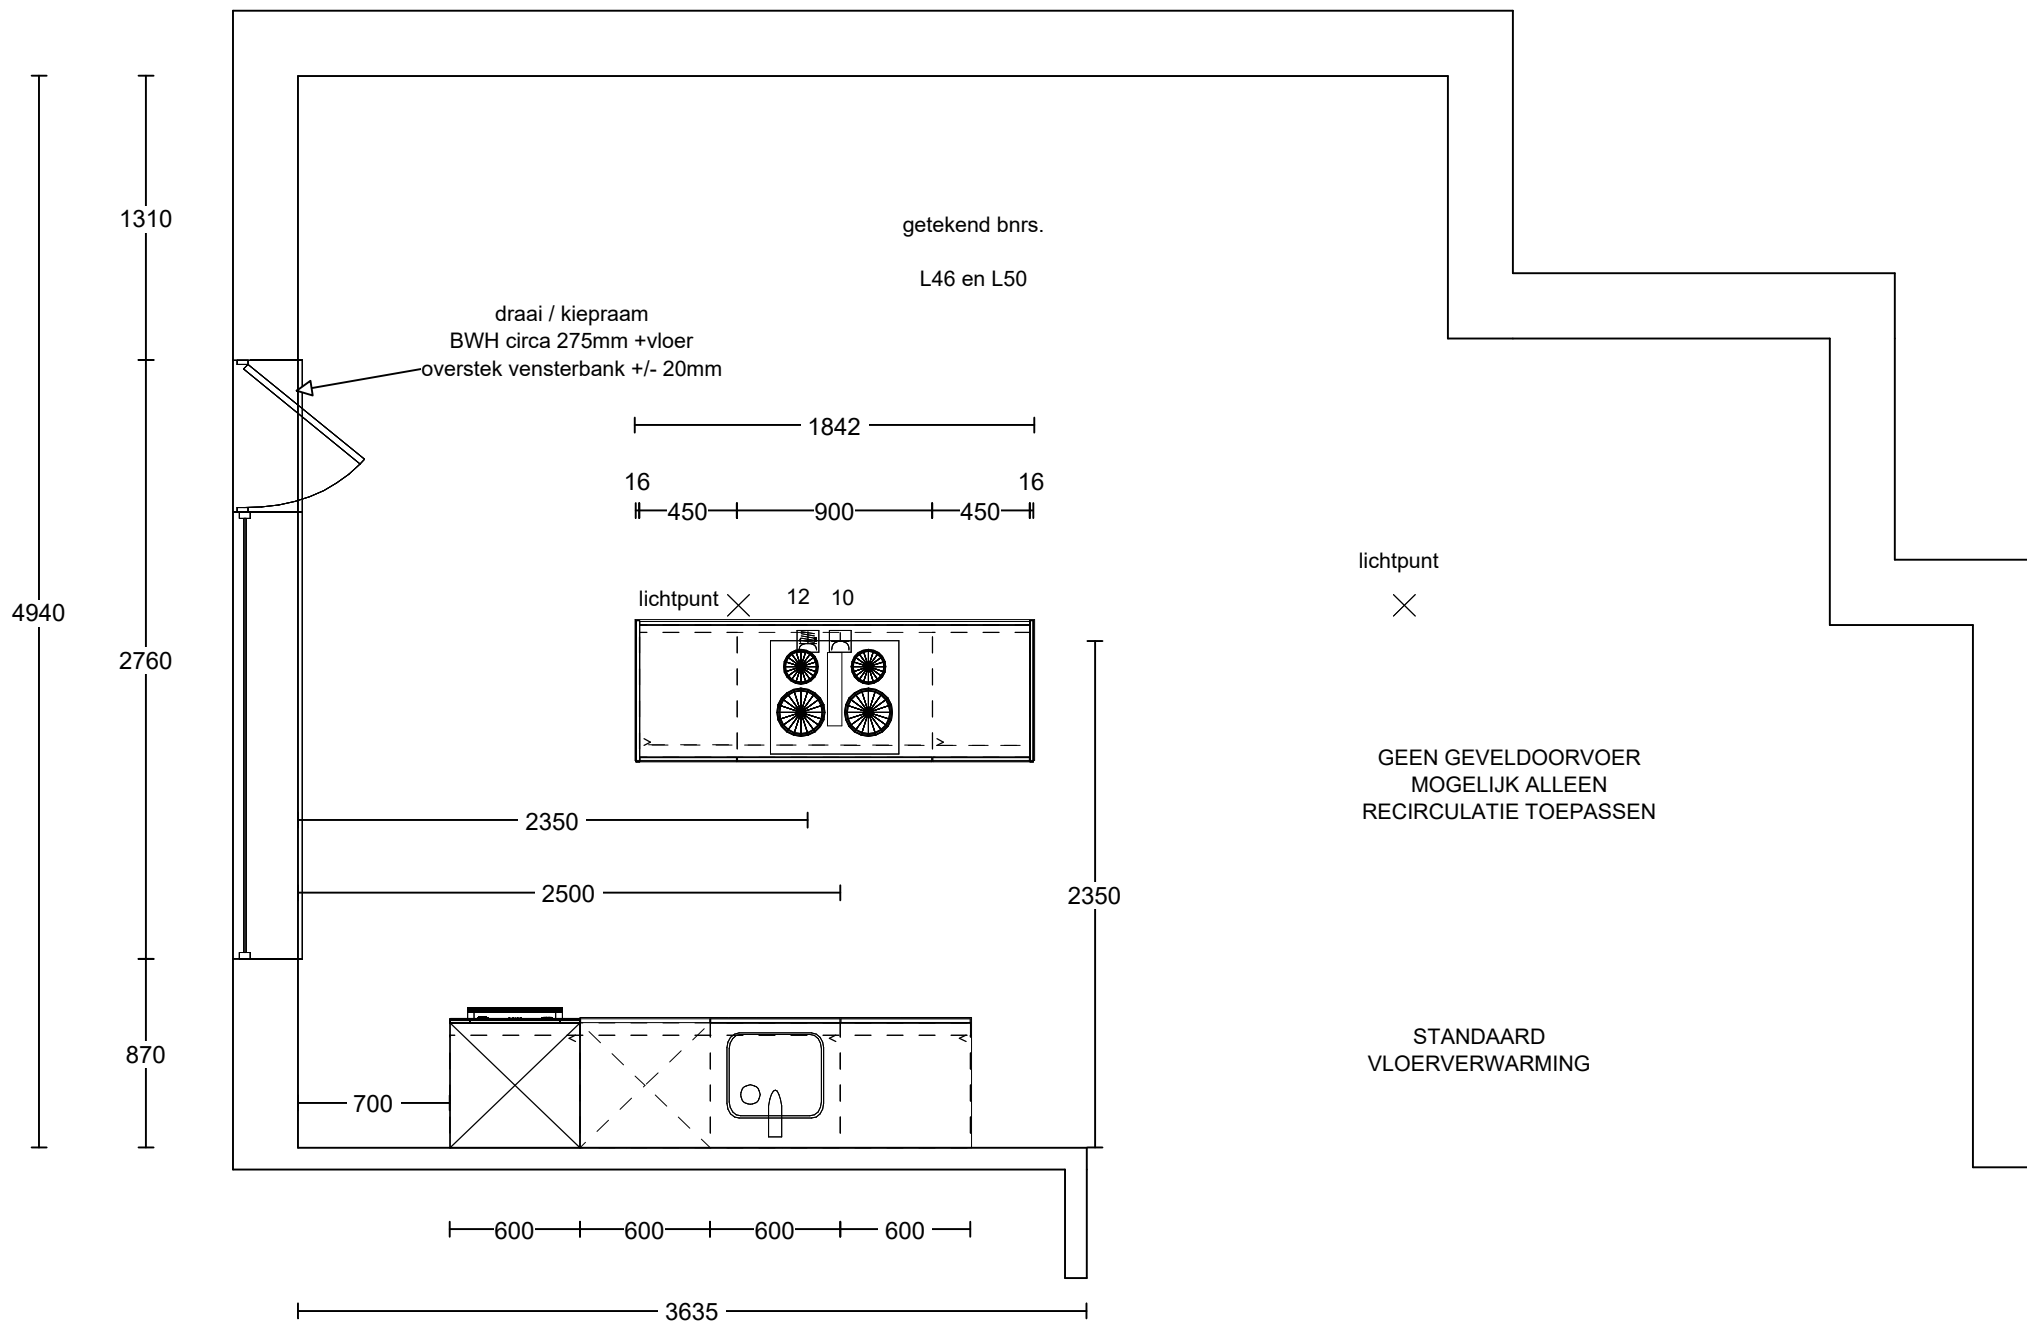 1310
getekend bnrs.
L46 en L50
draai / kiepraam
BWH circa 275mm +vloer
overstek vensterbank +/- 20mm
1842
16
16
450
900
450
lichtpunt
lichtpunt
12
10
4940
2760
GEEN GEVELDOORVOER
MOGELIJK ALLEEN
RECIRCULATIE TOEPASSEN
2350
2500
2350
STANDAARD
VLOERVERWARMING
870
700
600
600
600
600
3635